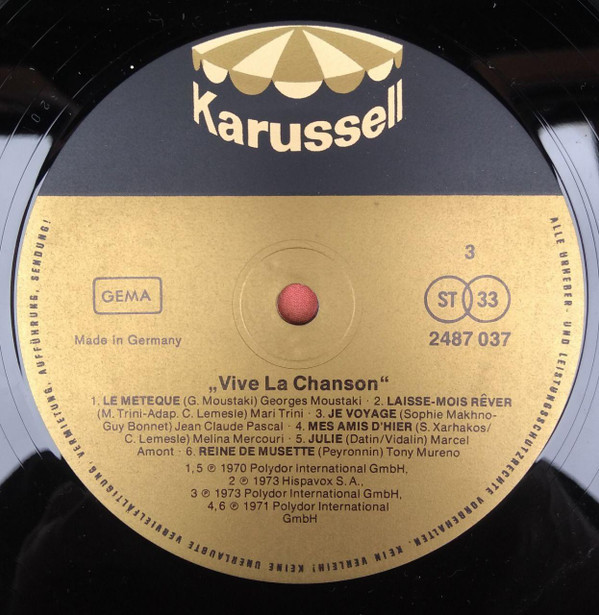 Karussell
3
GEMA
ST 33
Made in Germany
2487 037
„Vive La Chanson“
1. LE METEQUE (G. Moustaki) Georges Moustaki · 2. LAISSE-MOIS RÊVER
(M. Trini-Adap. C. Lemesle) Mari Trini · 3. JE VOYAGE (Sophie Makhno-
Guy Bonnet) Jean Claude Pascal · 4. MES AMIS D'HIER (S. Xarhakos/
C. Lemesle) Melina Mercouri · 5. JULIE (Datin/Vidalin) Marcel
Amont · 6. REINE DE MUSETTE (Peyronnin) Tony Mureno
1,5 ℗ 1970 Polydor International GmbH,
2 ℗ 1973 Hispavox S.A.,
3 ℗ 1973 Polydor International GmbH,
4,6 ℗ 1971 Polydor International
GmbH
ALLE URHEBER- UND LEISTUNGSSCHUTZRECHTE VORBEHALTEN. KEIN VERLEIH! KEINE UNERLAUBTE VERVIELFÄLTIGUNG, VERMIETUNG, AUFFÜHRUNG, SENDUNG!